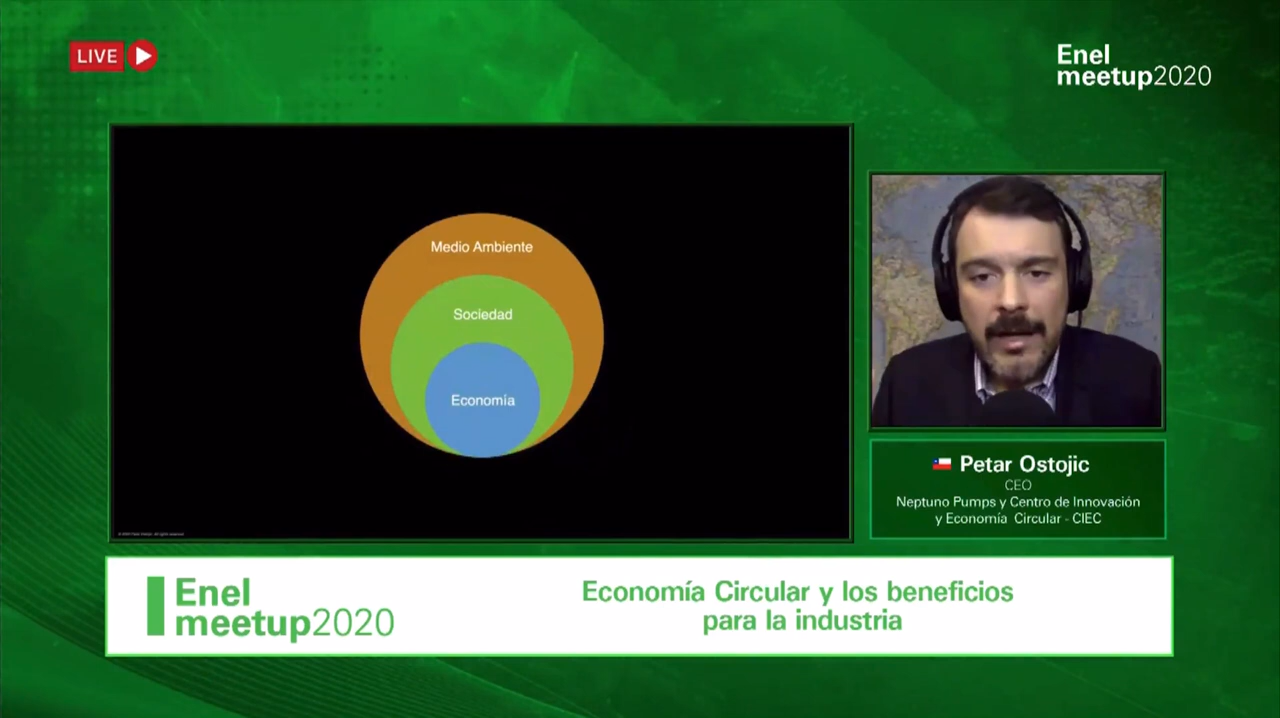 LIVE
Enel
meetup2020
Medio Ambiente
Sociedad
Economía
Petar Ostojic
CEO
Neptuno Pumps y Centro de Innovación
y Economía Circular - CIEC
Enel
meetup2020
Economía Circular y los beneficios
para la industria